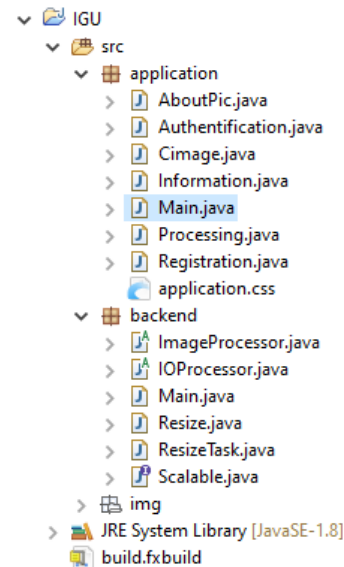 IGU
src
application
AboutPic.java
Authentification.java
Cimage.java
Information.java
Main.java
Processing.java
Registration.java
application.css
backend
ImageProcessor.java
IOProcessor.java
Main.java
Resize.java
ResizeTask.java
Scalable.java
img
JRE System Library [JavaSE-1.8]
build.fxbuild